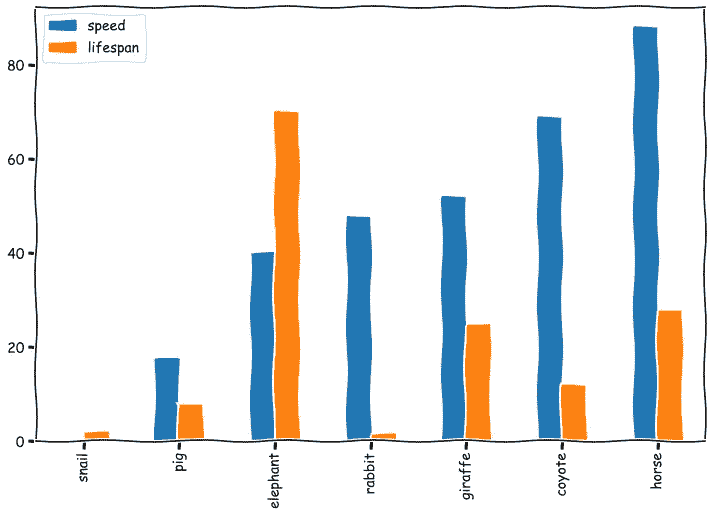 speed
lifespan
80
60
40
20
0
snail
pig
elephant
rabbit
giraffe
coyote
horse